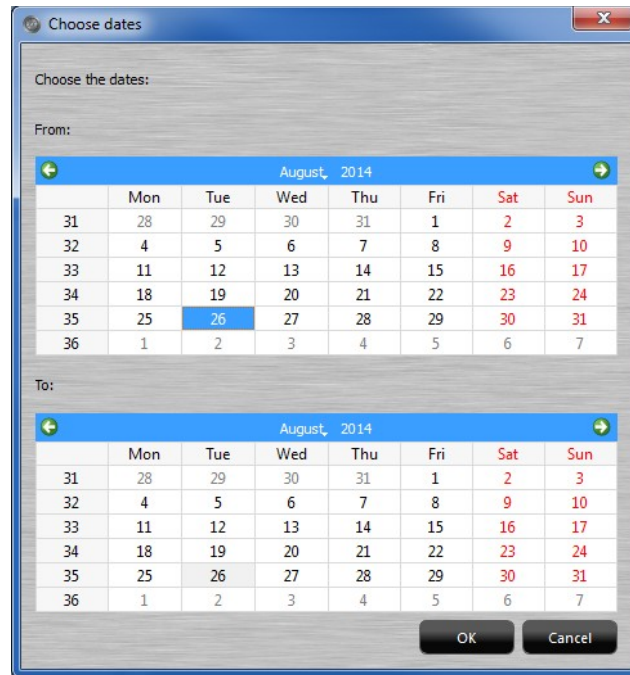 Choose dates
Choose the dates:
From:
August, 2014
Mon Tue Wed Thu Fri Sat Sun
31 28 29 30 31 1 2 3
32 4 5 6 7 8 9 10
33 11 12 13 14 15 16 17
34 18 19 20 21 22 23 24
35 25 26 27 28 29 30 31
36 1 2 3 4 5 6 7
To:
August, 2014
Mon Tue Wed Thu Fri Sat Sun
31 28 29 30 31 1 2 3
32 4 5 6 7 8 9 10
33 11 12 13 14 15 16 17
34 18 19 20 21 22 23 24
35 25 26 27 28 29 30 31
36 1 2 3 4 5 6 7
OK Cancel